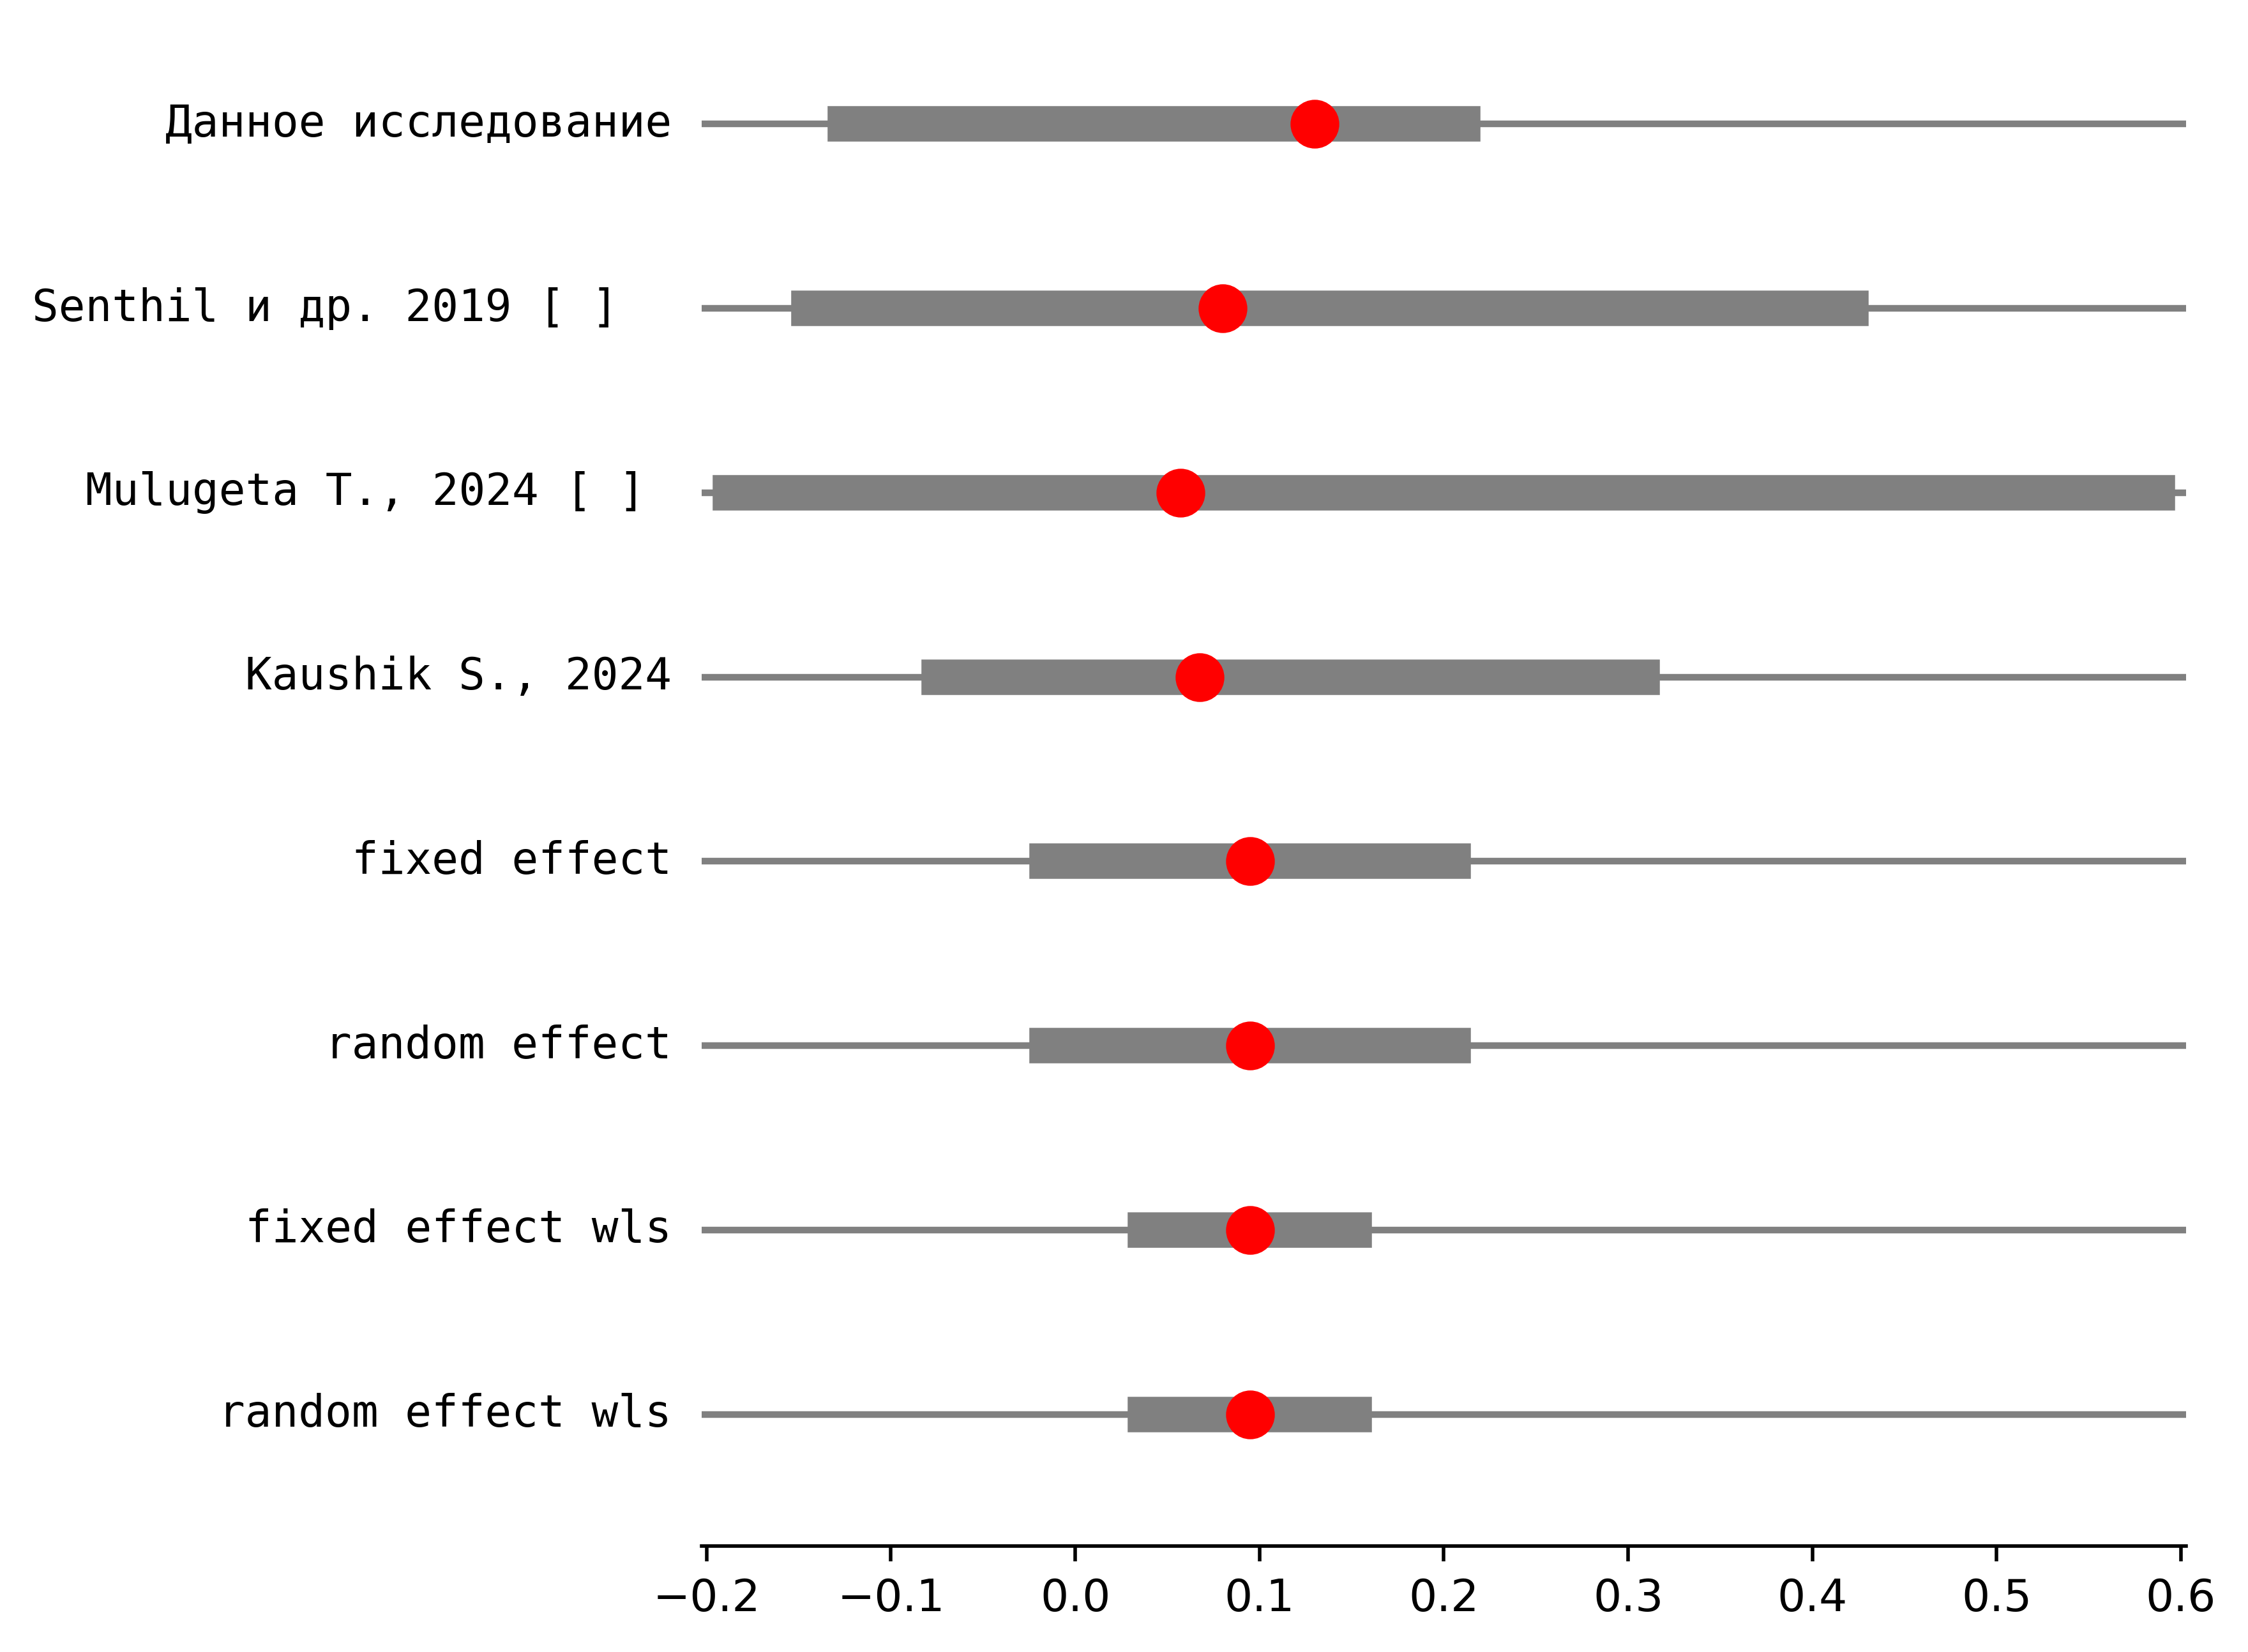 Данное исследование
Senthil и др. 2019 [ ]
Mulugeta T., 2024 [ ]
Kaushik S., 2024
fixed effect
random effect
fixed effect wls
random effect wls
−0.2 −0.1 0.0 0.1 0.2 0.3 0.4 0.5 0.6